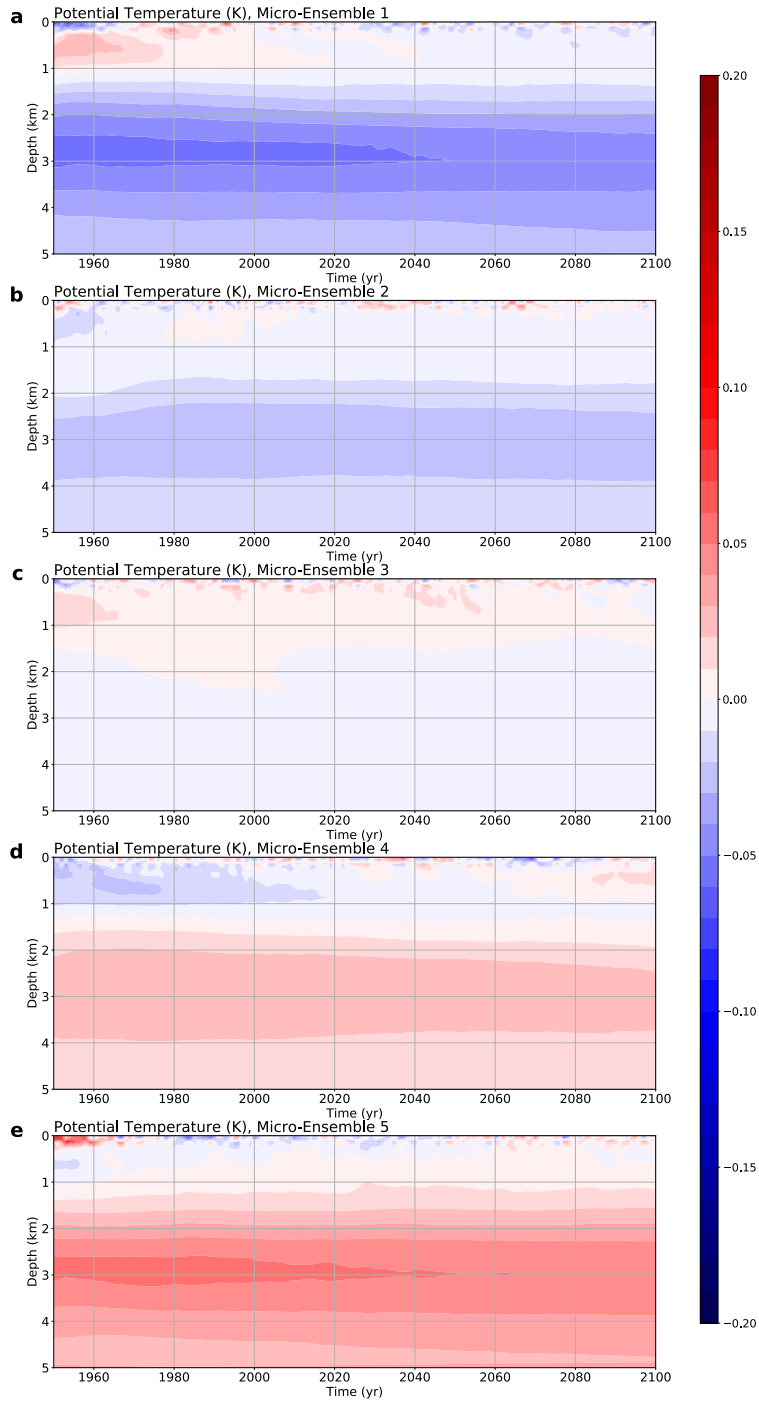 a
Potential Temperature (K), Micro-Ensemble 1
0
1
2
3
4
5
Depth (km)
1960 1980 2000 2020 2040 2060 2080 2100
Time (yr)
b
Potential Temperature (K), Micro-Ensemble 2
0
1
2
3
4
5
Depth (km)
1960 1980 2000 2020 2040 2060 2080 2100
Time (yr)
c
Potential Temperature (K), Micro-Ensemble 3
0
1
2
3
4
5
Depth (km)
1960 1980 2000 2020 2040 2060 2080 2100
Time (yr)
d
Potential Temperature (K), Micro-Ensemble 4
0
1
2
3
4
5
Depth (km)
1960 1980 2000 2020 2040 2060 2080 2100
Time (yr)
e
Potential Temperature (K), Micro-Ensemble 5
0
1
2
3
4
5
Depth (km)
1960 1980 2000 2020 2040 2060 2080 2100
Time (yr)
0.20
0.15
0.10
0.05
0.00
−0.05
−0.10
−0.15
−0.20